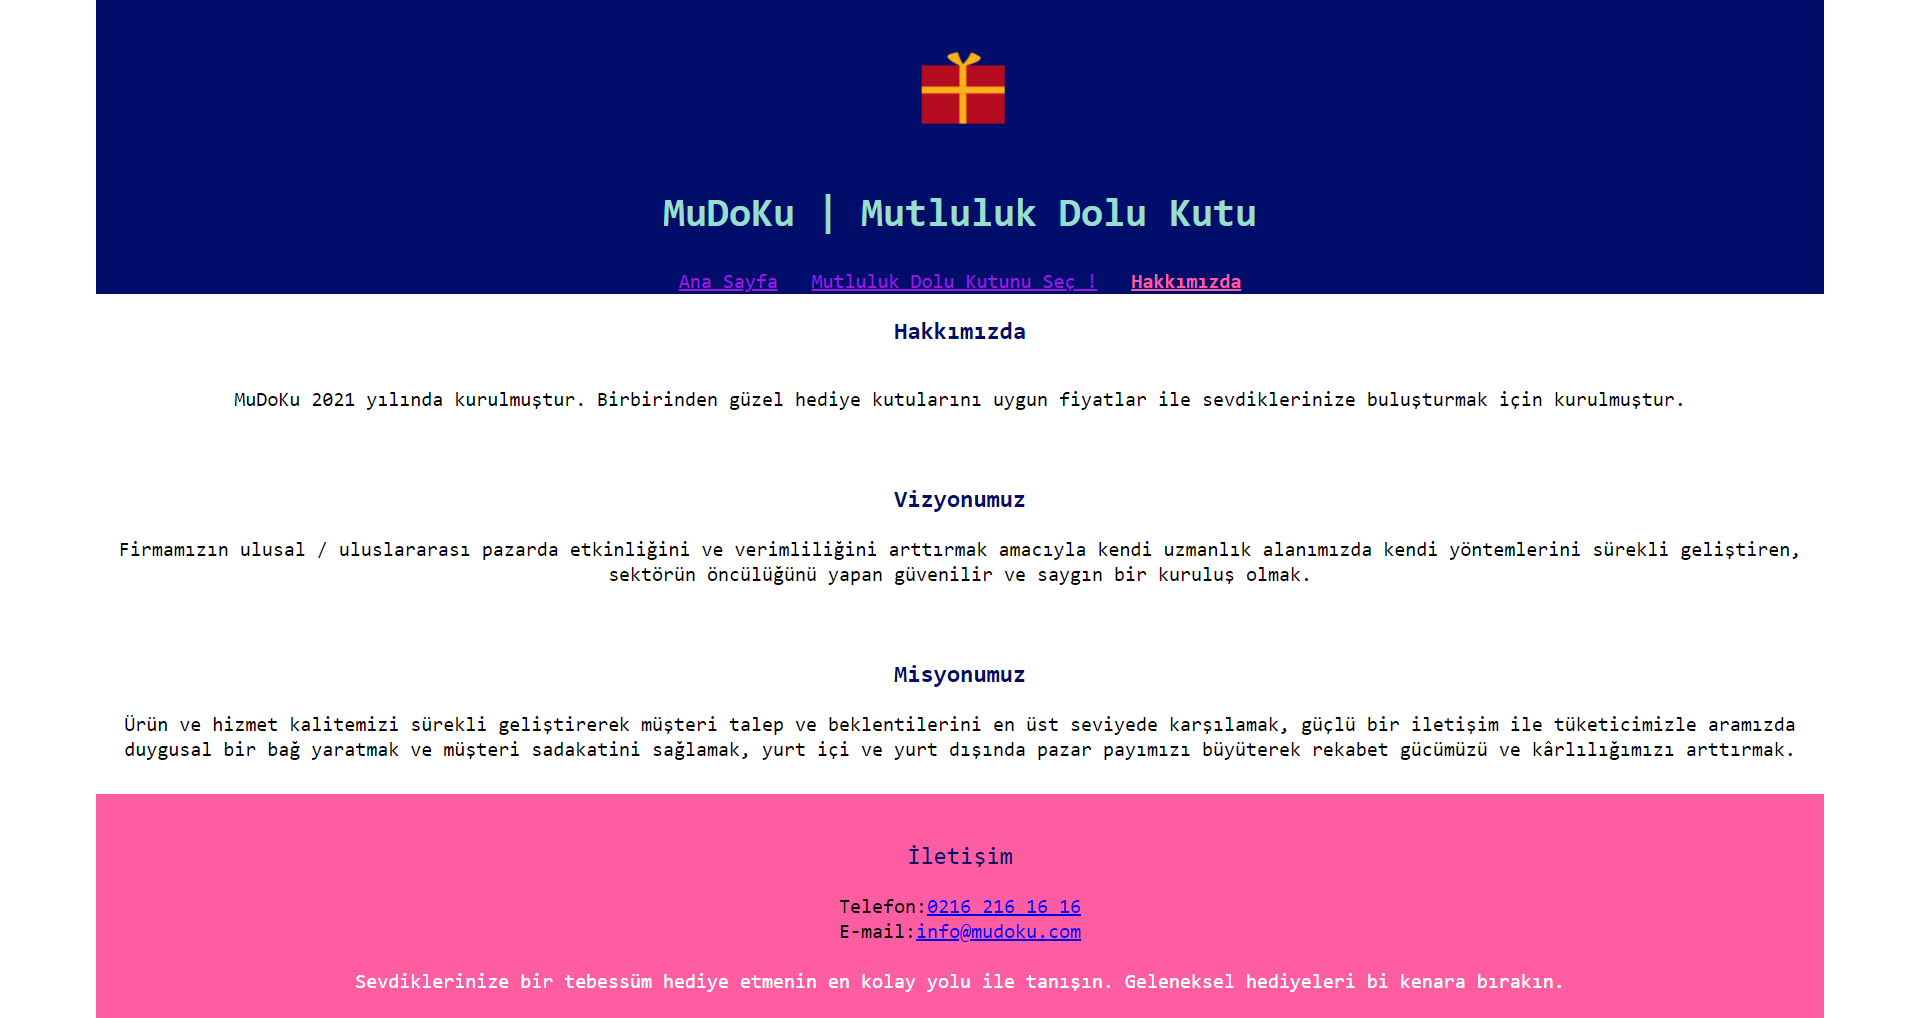 MuDoKu | Mutluluk Dolu Kutu
Ana Sayfa Mutluluk Dolu Kutunu Seç ! Hakkımızda
Hakkımızda
MuDoKu 2021 yılında kurulmuştur. Birbirinden güzel hediye kutularını uygun fiyatlar ile sevdiklerinize buluşturmak için kurulmuştur.
Vizyonumuz
Firmamızın ulusal / uluslararası pazarda etkinliğini ve verimliliğini arttırmak amacıyla kendi uzmanlık alanımızda kendi yöntemlerini sürekli geliştiren,
sektörün öncülüğünü yapan güvenilir ve saygın bir kuruluş olmak.
Misyonumuz
Ürün ve hizmet kalitemizi sürekli geliştirerek müşteri talep ve beklentilerini en üst seviyede karşılamak, güçlü bir iletişim ile tüketicimizle aramızda
duygusal bir bağ yaratmak ve müşteri sadakatini sağlamak, yurt içi ve yurt dışında pazar payımızı büyüterek rekabet gücümüzü ve kârlılığımızı arttırmak.
İletişim
Telefon:0216 216 16 16
E-mail:info@mudoku.com
Sevdiklerinize bir tebessüm hediye etmenin en kolay yolu ile tanışın. Geleneksel hediyeleri bi kenara bırakın.